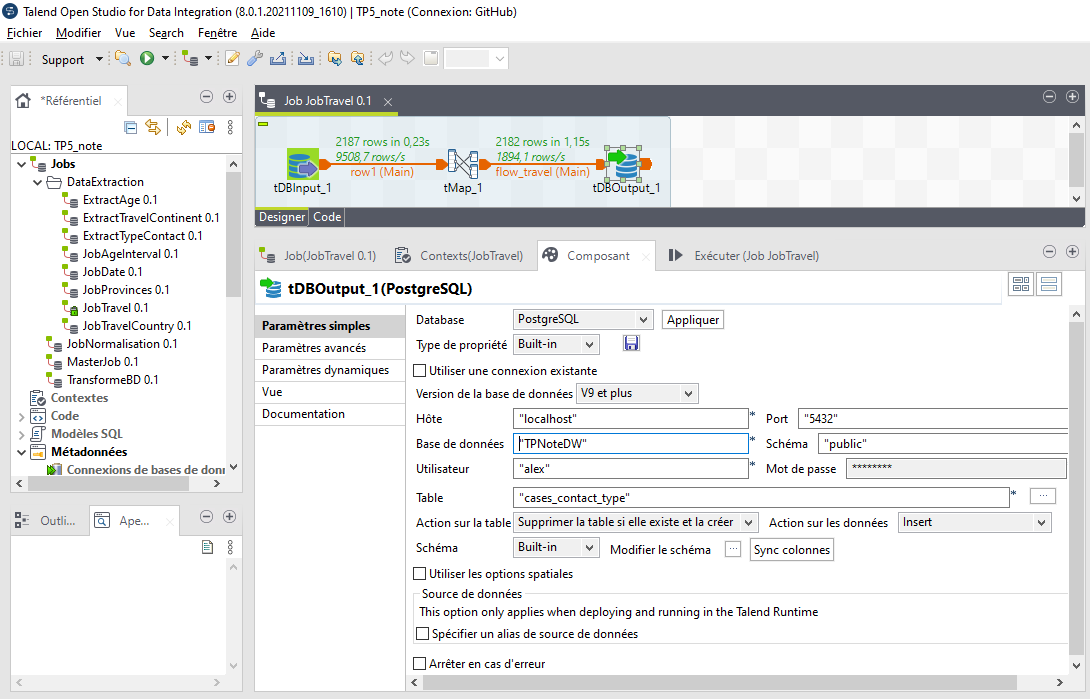 Talend Open Studio for Data Integration (8.0.1.20211109_1610) | TP5_note (Connexion: GitHub)
Fichier Modifier Vue Search Fenêtre Aide
Support
*Référentiel
LOCAL: TP5_note
Jobs
DataExtraction
ExtractAge 0.1
ExtractTravelContinent 0.1
ExtractTypeContact 0.1
JobAgeInterval 0.1
JobDate 0.1
JobProvinces 0.1
JobTravel 0.1
JobTravelCountry 0.1
JobNormalisation 0.1
MasterJob 0.1
TransformeBD 0.1
Contextes
Code
Modèles SQL
Métadonnées
Connexions de bases de donn
Outli...
Ape...
Job JobTravel 0.1
2187 rows in 0,23s
9508,7 rows/s
row1 (Main)
2182 rows in 1,15s
1894,1 rows/s
flow_travel (Main)
tDBInput_1
tMap_1
tDBOutput_1
Designer Code
Job(JobTravel 0.1)
Contexts(JobTravel)
Composant
Exécuter (Job JobTravel)
tDBOutput_1(PostgreSQL)
Paramètres simples
Paramètres avancés
Paramètres dynamiques
Vue
Documentation
Database PostgreSQL Appliquer
Type de propriété Built-in
Utiliser une connexion existante
Version de la base de données V9 et plus
Hôte "localhost" * Port "5432"
Base de données "TPNoteDW" * Schéma "public"
Utilisateur "alex" * Mot de passe ********
Table "cases_contact_type" * ...
Action sur la table Supprimer la table si elle existe et la créer Action sur les données Insert
Schéma Built-in Modifier le schéma ... Sync colonnes
Utiliser les options spatiales
Source de données
This option only applies when deploying and running in the Talend Runtime
Spécifier un alias de source de données
Arrêter en cas d'erreur